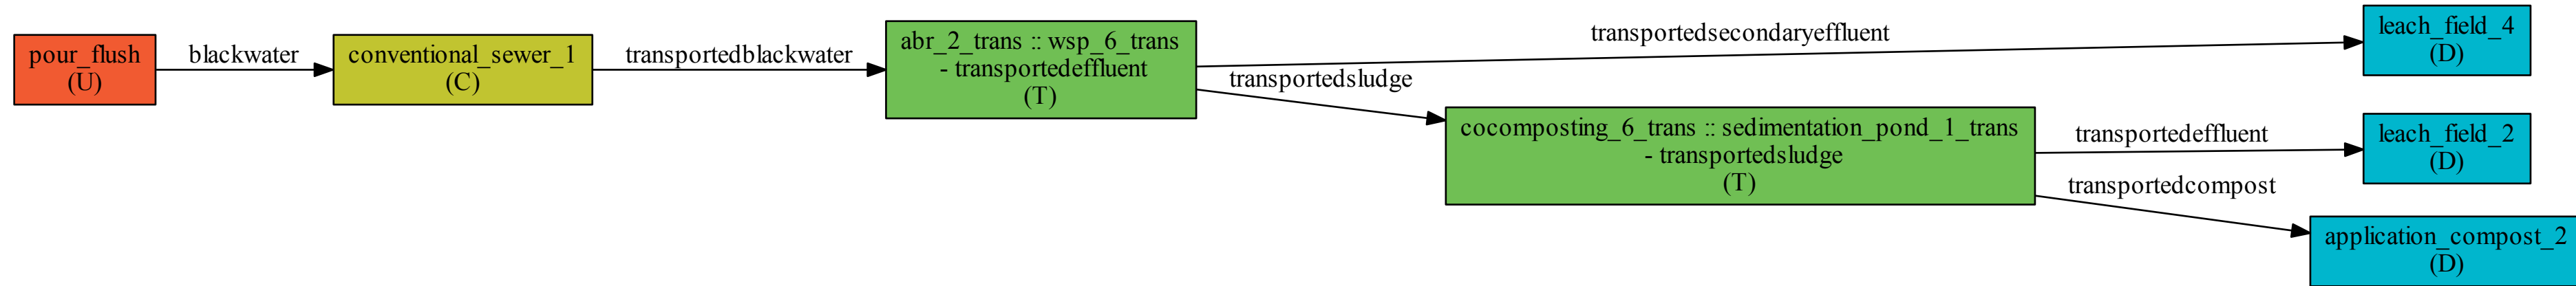 pour_flush
(U)
blackwater
conventional_sewer_1
(C)
transportedblackwater
abr_2_trans :: wsp_6_trans
- transportedeffluent
(T)
transportedsecondaryeffluent
transportedsludge
leach_field_4
(D)
cocomposting_6_trans :: sedimentation_pond_1_trans
- transportedsludge
(T)
transportedeffluent
transportedcompost
leach_field_2
(D)
application_compost_2
(D)